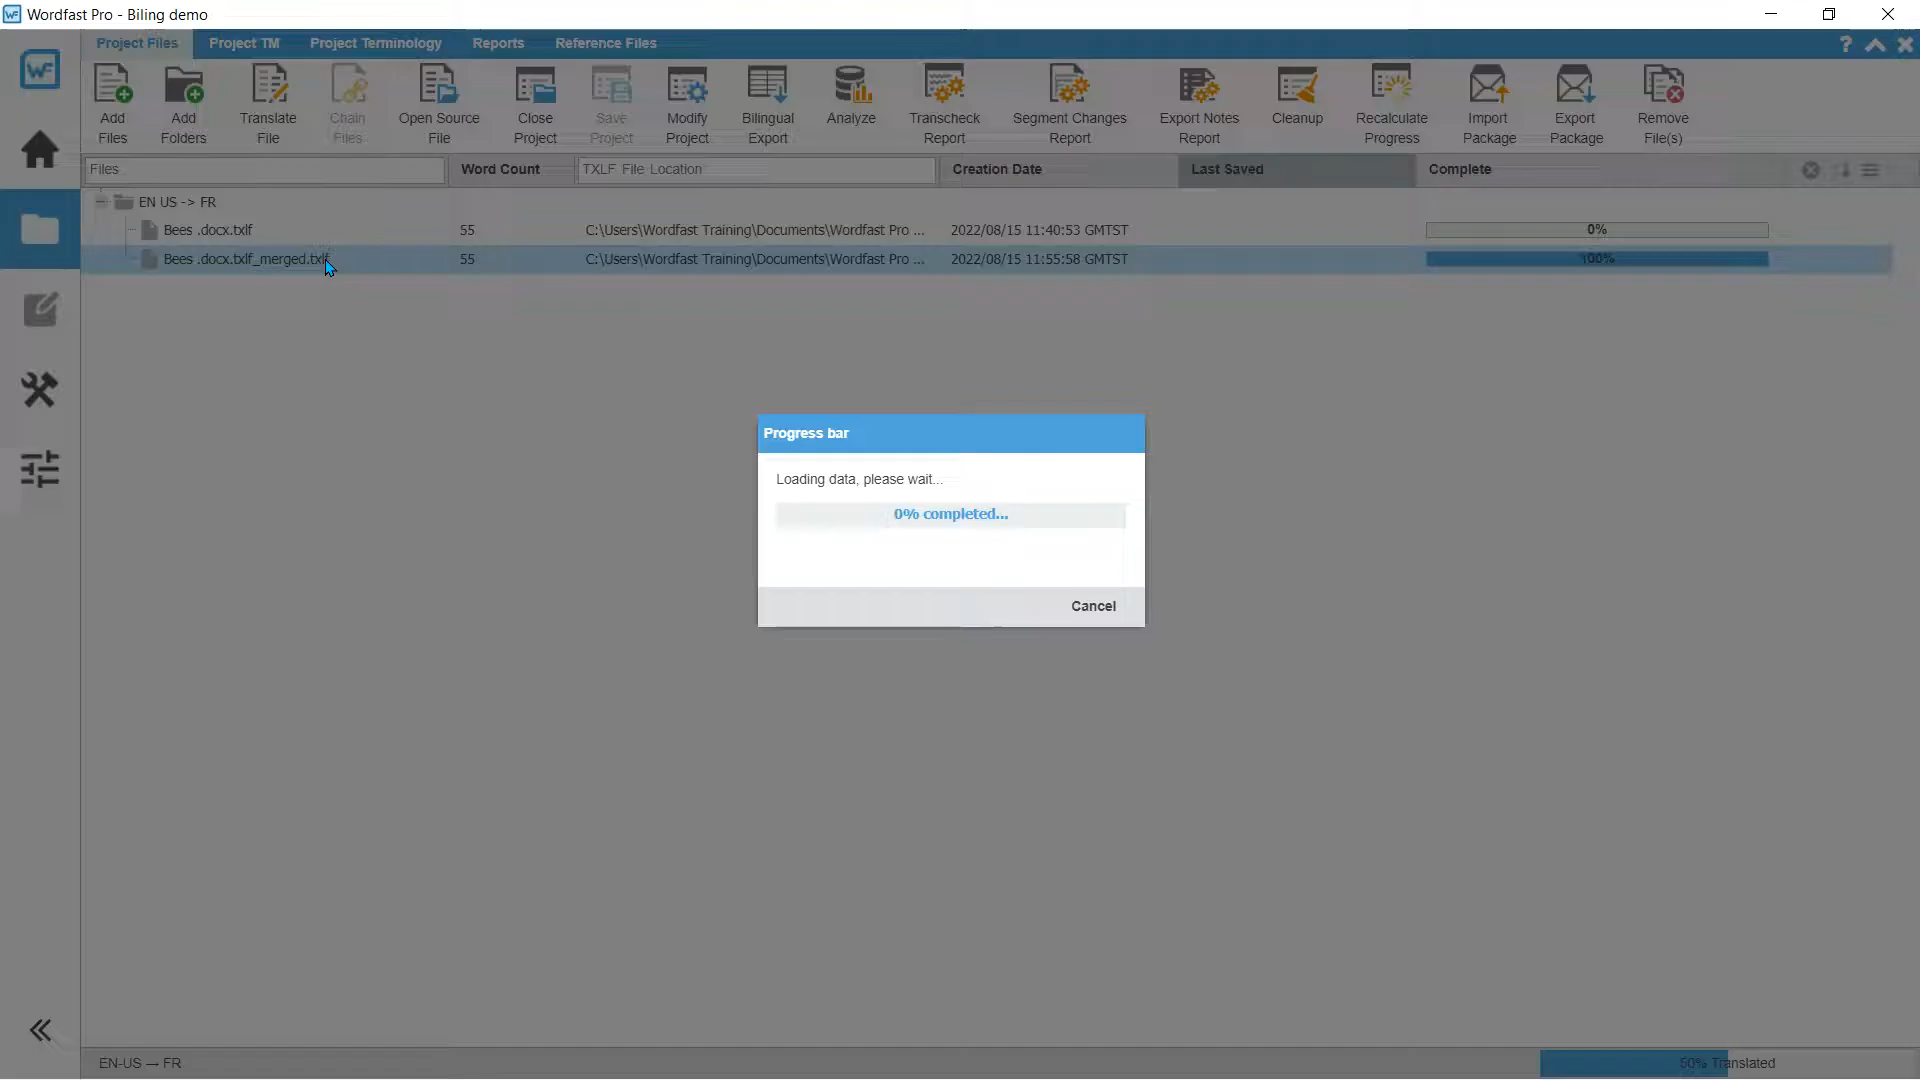 Wordfast Pro - Biling demo
Project Files Project TM Project Terminology Reports Reference Files
Add Files
Add Folders
Translate File
Chain Files
Open Source File
Close Project
Save Project
Modify Project
Bilingual Export
Analyze
Transcheck Report
Segment Changes Report
Export Notes Report
Cleanup
Recalculate Progress
Import Package
Export Package
Remove File(s)
Files Word Count TXLF File Location Creation Date Last Saved Complete
EN US -> FR
Bees .docx.txlf 55 C:\Users\Wordfast Training\Documents\Wordfast Pro ... 2022/08/15 11:40:53 GMTST 0%
Bees .docx.txlf_merged.txlf 55 C:\Users\Wordfast Training\Documents\Wordfast Pro ... 2022/08/15 11:55:58 GMTST 100%
Progress bar
Loading data, please wait...
0% completed...
Cancel
EN-US → FR 50% Translated